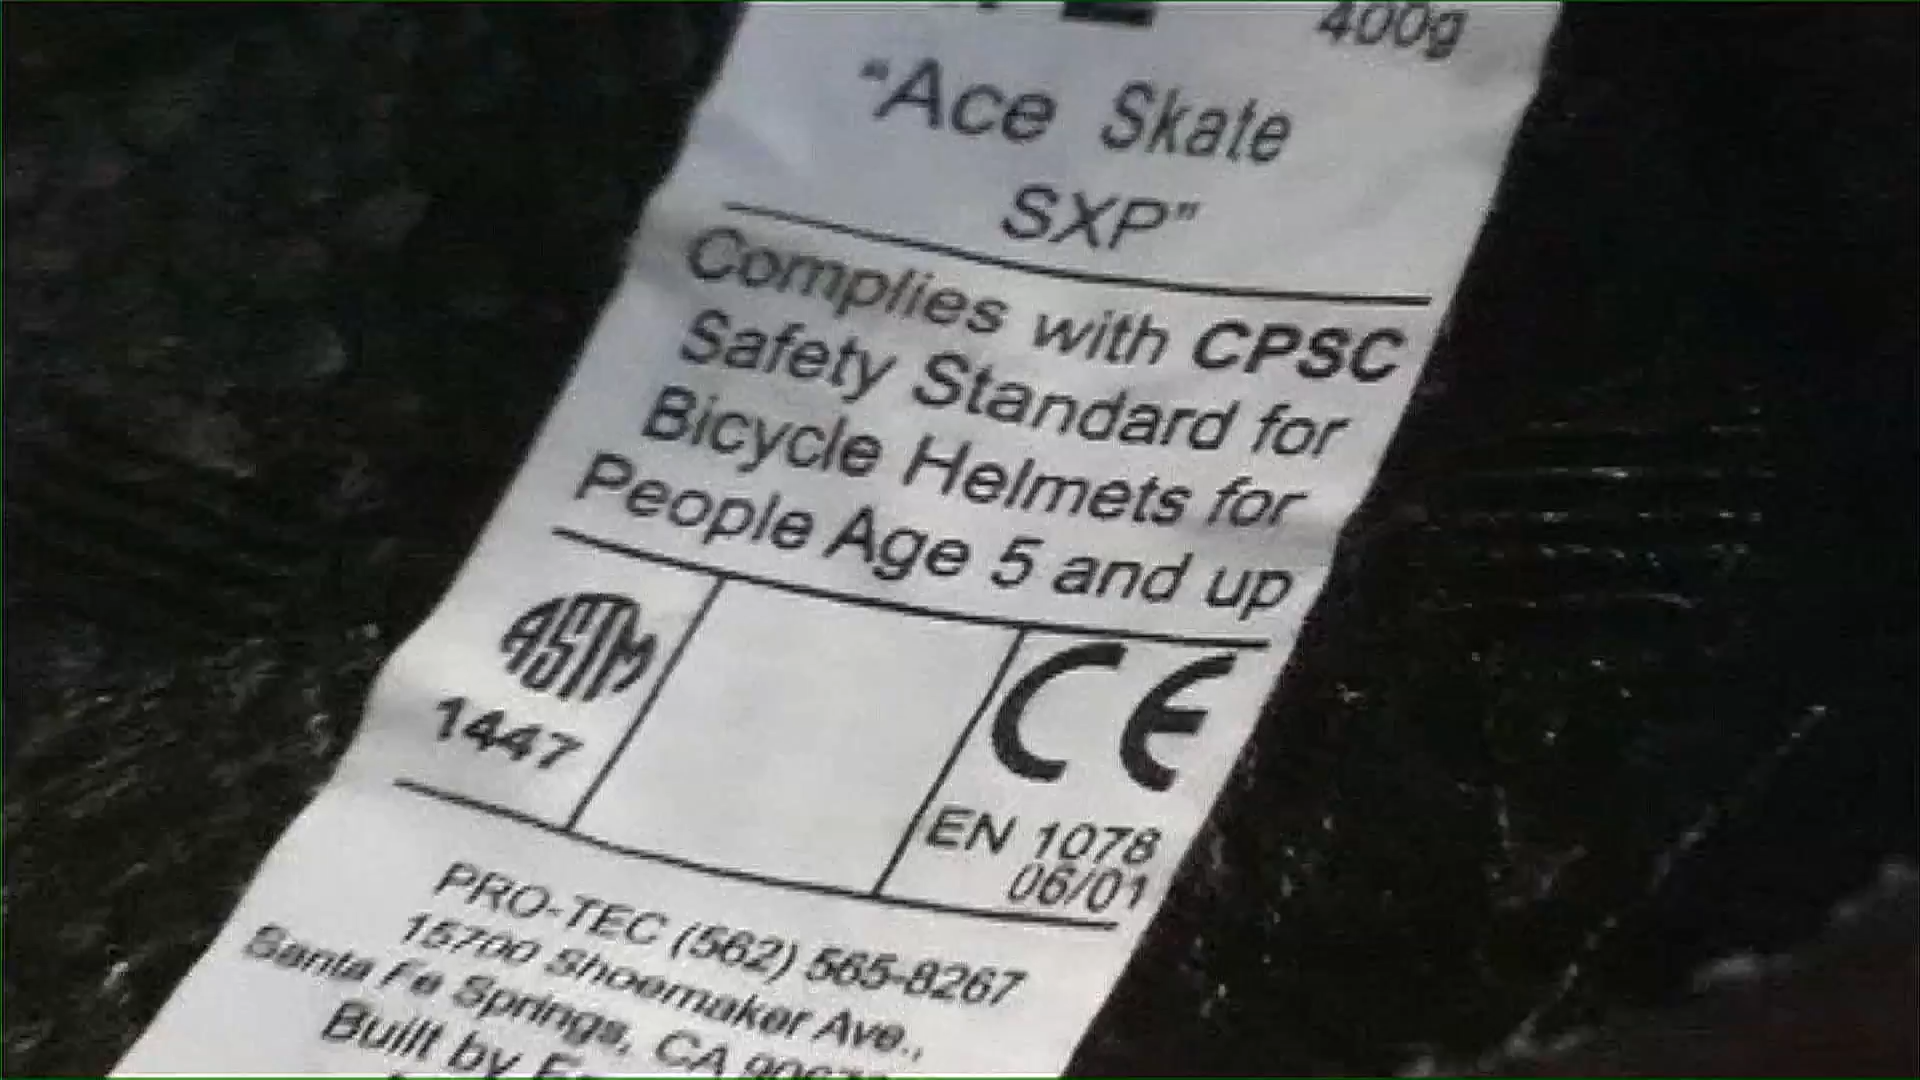 400g
"Ace Skate
SXP"
Complies with CPSC
Safety Standard for
Bicycle Helmets for
People Age 5 and up
ASTM
1447
CE
EN 1078
06/01
PRO-TEC (562) 565-8267
15700 Shoemaker Ave.,
Santa Fe Springs, CA
Built by